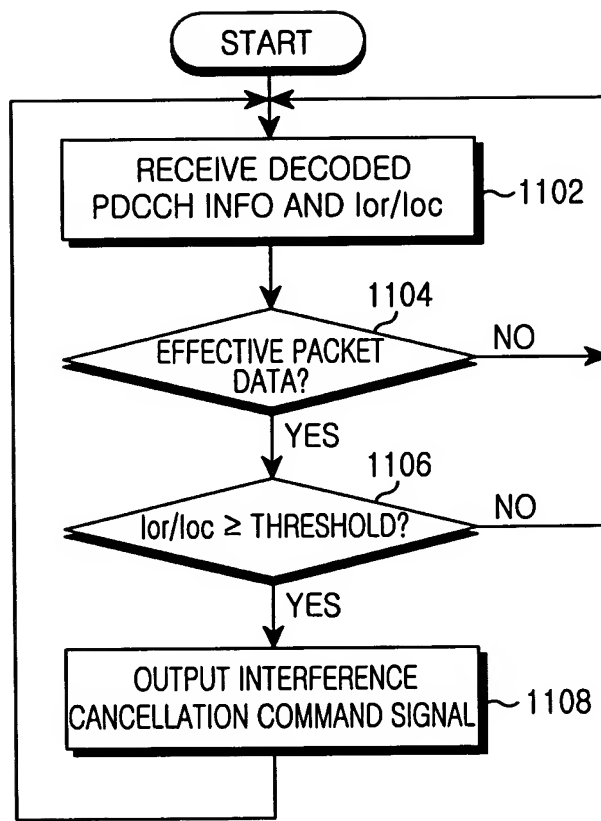 START
RECEIVE DECODED
PDCCH INFO AND Ior/Ioc
1102
1104
EFFECTIVE PACKET
DATA?
NO
YES
1106
Ior/Ioc ≥ THRESHOLD?
NO
YES
OUTPUT INTERFERENCE
CANCELLATION COMMAND SIGNAL
1108